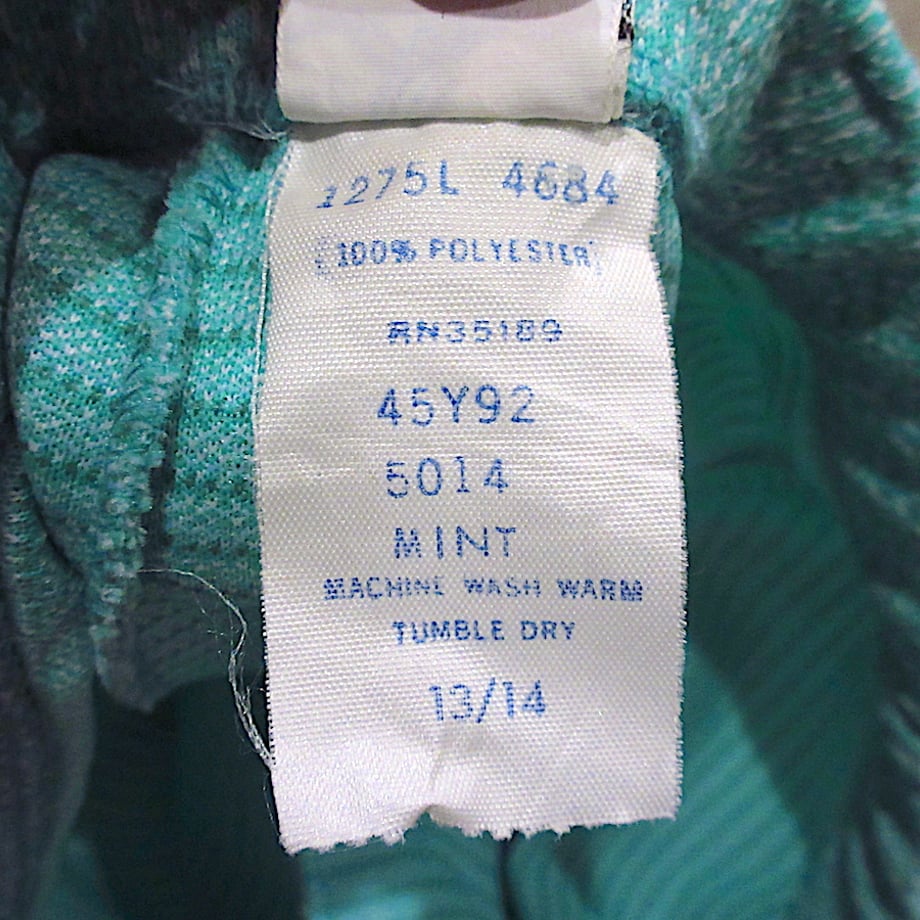 1275L 4684
(100% POLYESTER)
RN35189
45Y92
5014
MINT
MACHINE WASH WARM
TUMBLE DRY
13/14